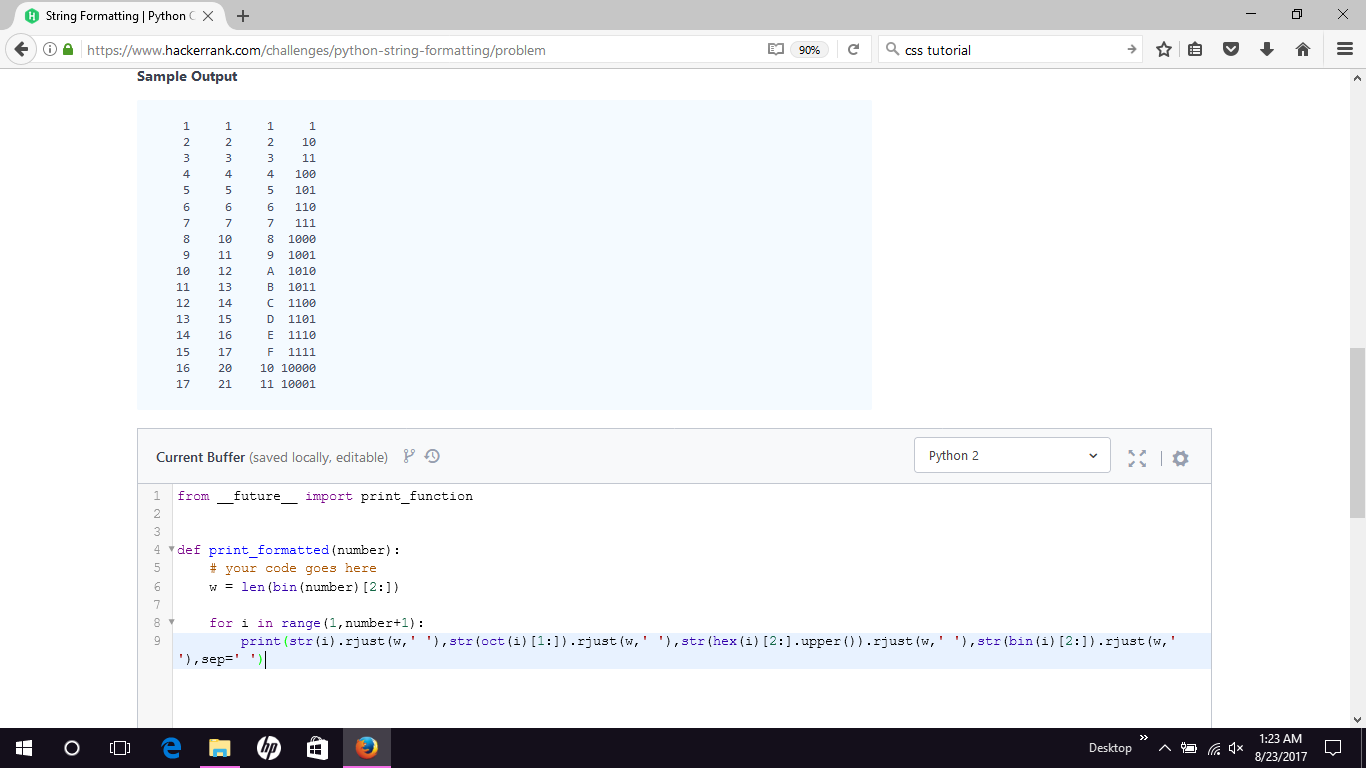 String Formatting | Python C
https://www.hackerrank.com/challenges/python-string-formatting/problem
90%
css tutorial
Sample Output
1 1 1 1
2 2 2 10
3 3 3 11
4 4 4 100
5 5 5 101
6 6 6 110
7 7 7 111
8 10 8 1000
9 11 9 1001
10 12 A 1010
11 13 B 1011
12 14 C 1100
13 15 D 1101
14 16 E 1110
15 17 F 1111
16 20 10 10000
17 21 11 10001
Current Buffer (saved locally, editable)
Python 2
1 from __future__ import print_function
2
3
4 def print_formatted(number):
5 # your code goes here
6 w = len(bin(number)[2:])
7
8 for i in range(1,number+1):
9 print(str(i).rjust(w,' '),str(oct(i)[1:]).rjust(w,' '),str(hex(i)[2:].upper()).rjust(w,' '),str(bin(i)[2:]).rjust(w,'
'),sep=' ')
Desktop
1:23 AM
8/23/2017